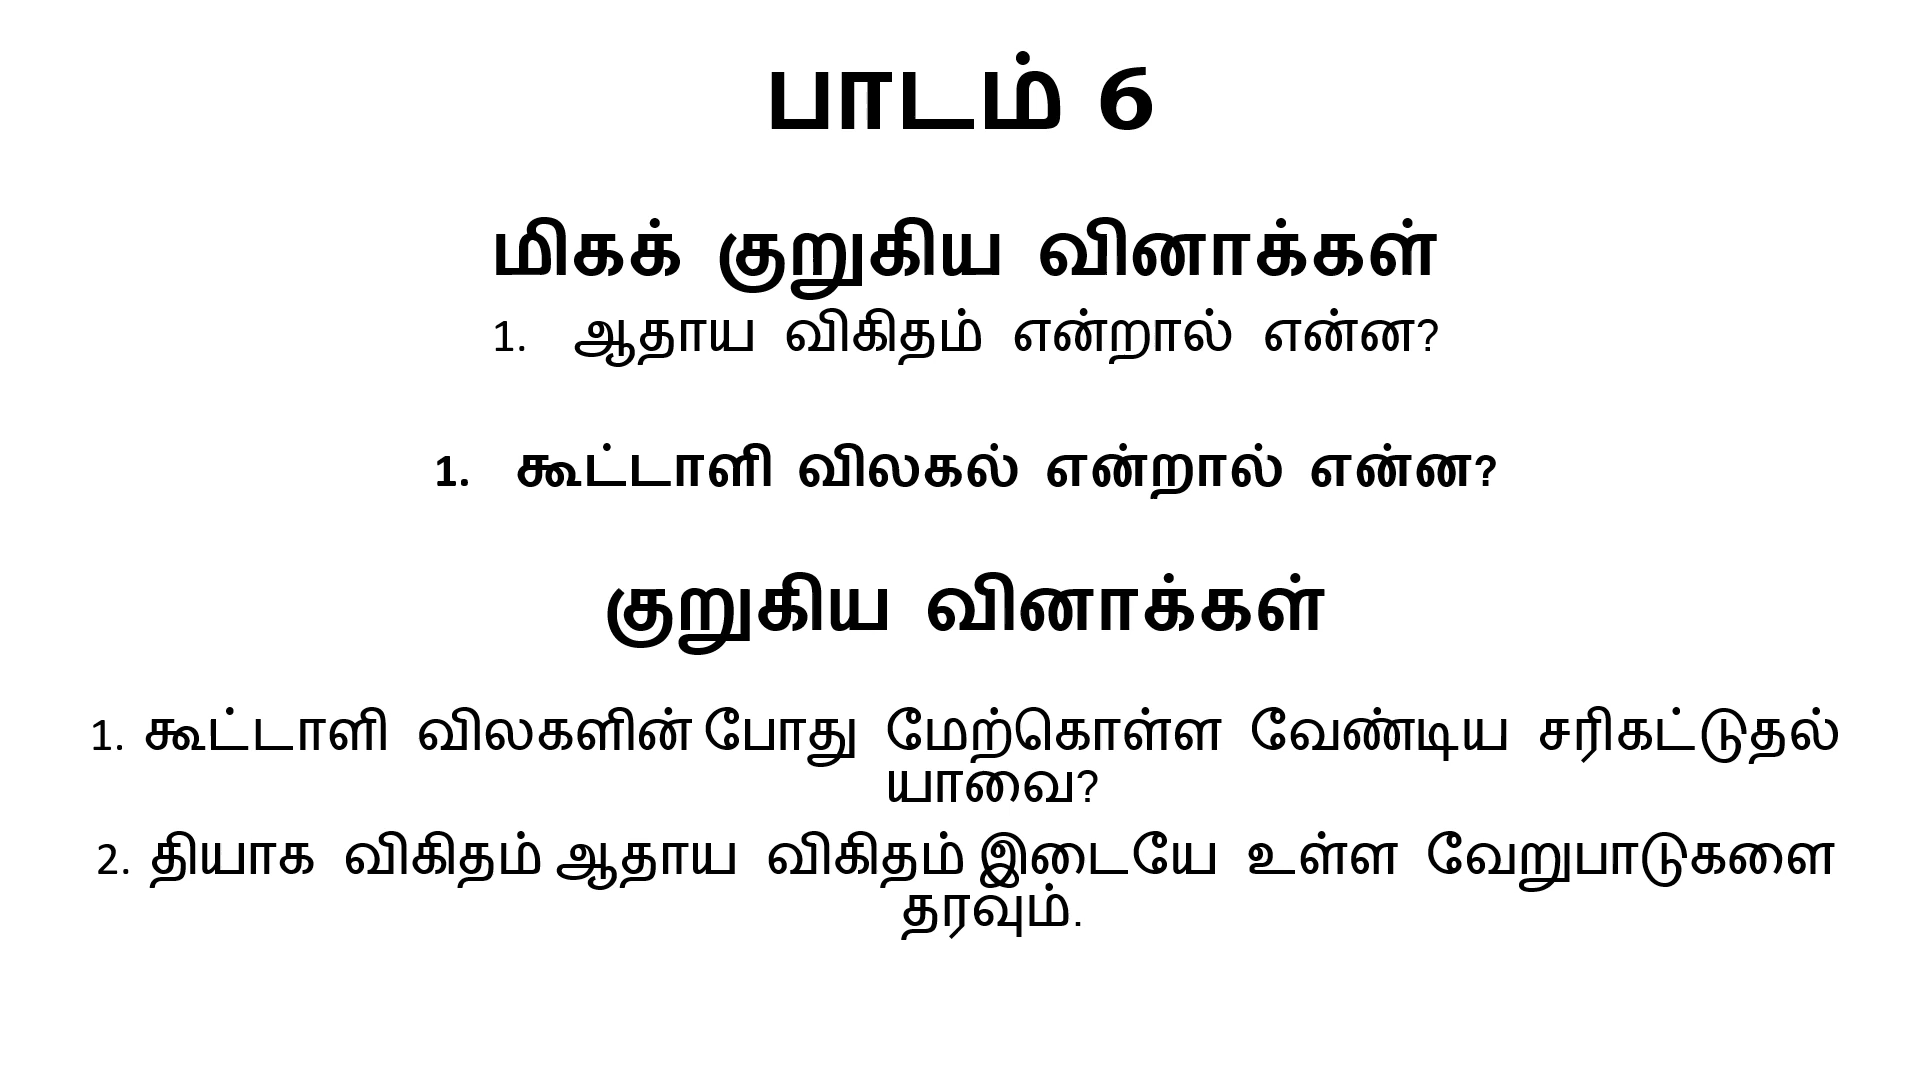 பாடம் 6
மிகக் குறுகிய வினாக்கள்
1. ஆதாய விகிதம் என்றால் என்ன?
1. கூட்டாளி விலகல் என்றால் என்ன?
குறுகிய வினாக்கள்
1. கூட்டாளி விலகளின் போது மேற்கொள்ள வேண்டிய சரிகட்டுதல்
யாவை?
2. தியாக விகிதம் ஆதாய விகிதம் இடையே உள்ள வேறுபாடுகளை
தரவும்.